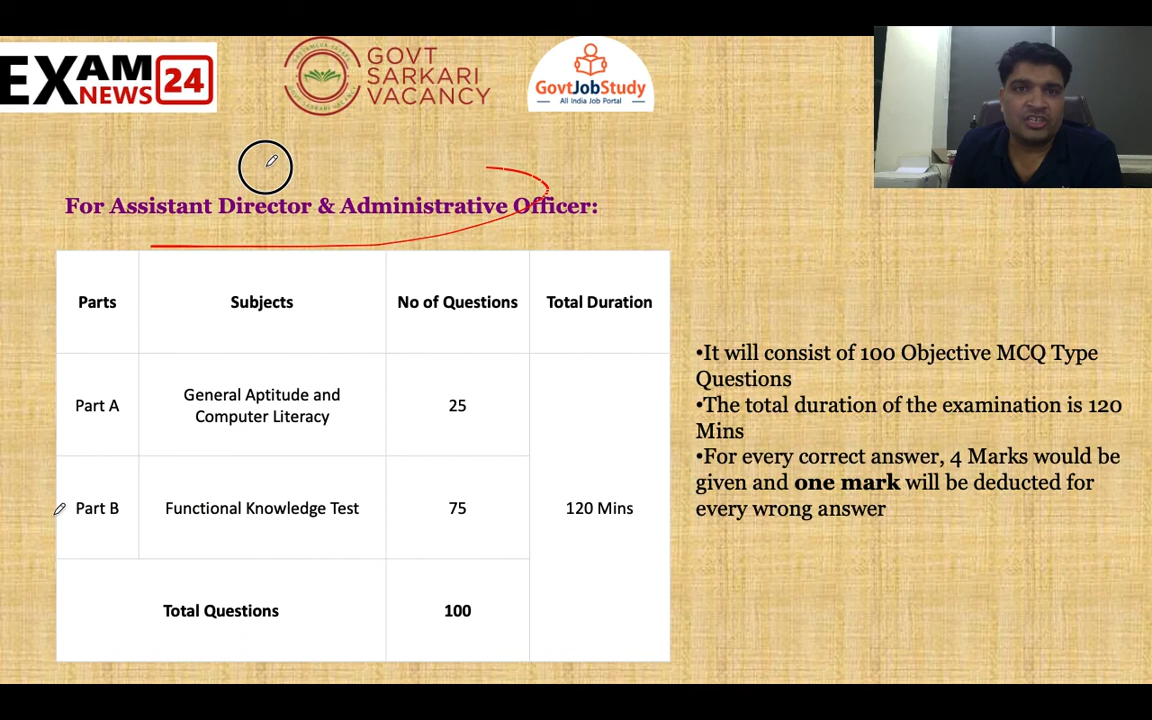 EXAM
NEWS 24
GOVT
SARKARI
VACANCY
GovtJobStudy
All India Job Portal
For Assistant Director & Administrative Officer:
Parts Subjects No of Questions Total Duration
Part A General Aptitude and Computer Literacy 25
Part B Functional Knowledge Test 75 120 Mins
Total Questions 100
•It will consist of 100 Objective MCQ Type
Questions
•The total duration of the examination is 120
Mins
•For every correct answer, 4 Marks would be
given and one mark will be deducted for
every wrong answer